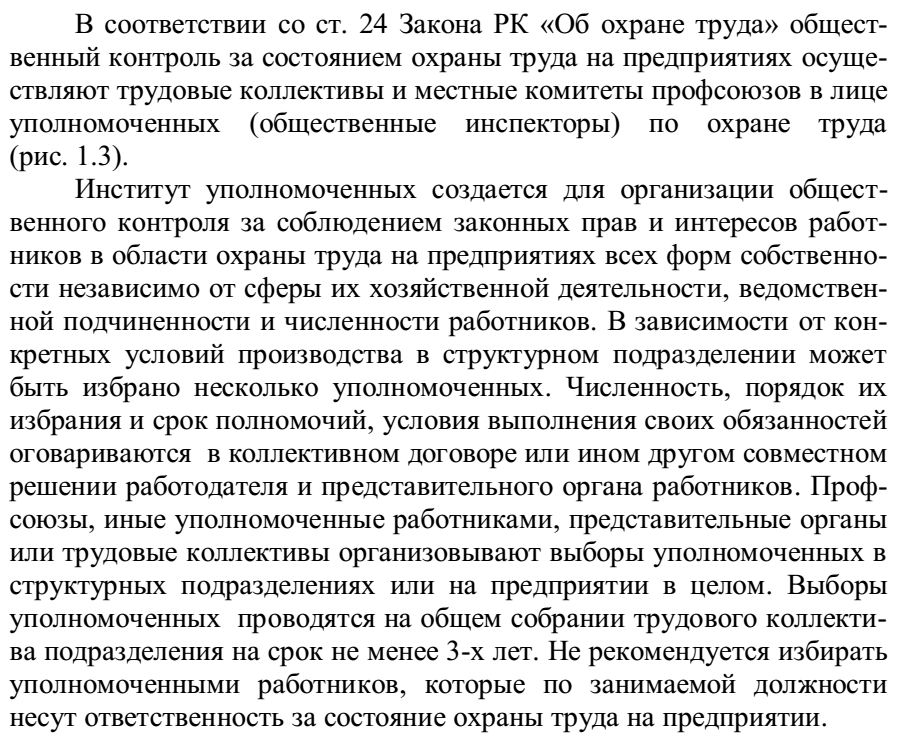 В соответствии со ст. 24 Закона РК «Об охране труда» общест-
венный контроль за состоянием охраны труда на предприятиях осуще-
ствляют трудовые коллективы и местные комитеты профсоюзов в лице
уполномоченных (общественные инспекторы) по охране труда
(рис. 1.3).
Институт уполномоченных создается для организации общест-
венного контроля за соблюдением законных прав и интересов работ-
ников в области охраны труда на предприятиях всех форм собственно-
сти независимо от сферы их хозяйственной деятельности, ведомствен-
ной подчиненности и численности работников. В зависимости от кон-
кретных условий производства в структурном подразделении может
быть избрано несколько уполномоченных. Численность, порядок их
избрания и срок полномочий, условия выполнения своих обязанностей
оговариваются в коллективном договоре или ином другом совместном
решении работодателя и представительного органа работников. Проф-
союзы, иные уполномоченные работниками, представительные органы
или трудовые коллективы организовывают выборы уполномоченных в
структурных подразделениях или на предприятии в целом. Выборы
уполномоченных проводятся на общем собрании трудового коллекти-
ва подразделения на срок не менее 3-х лет. Не рекомендуется избирать
уполномоченными работников, которые по занимаемой должности
несут ответственность за состояние охраны труда на предприятии.